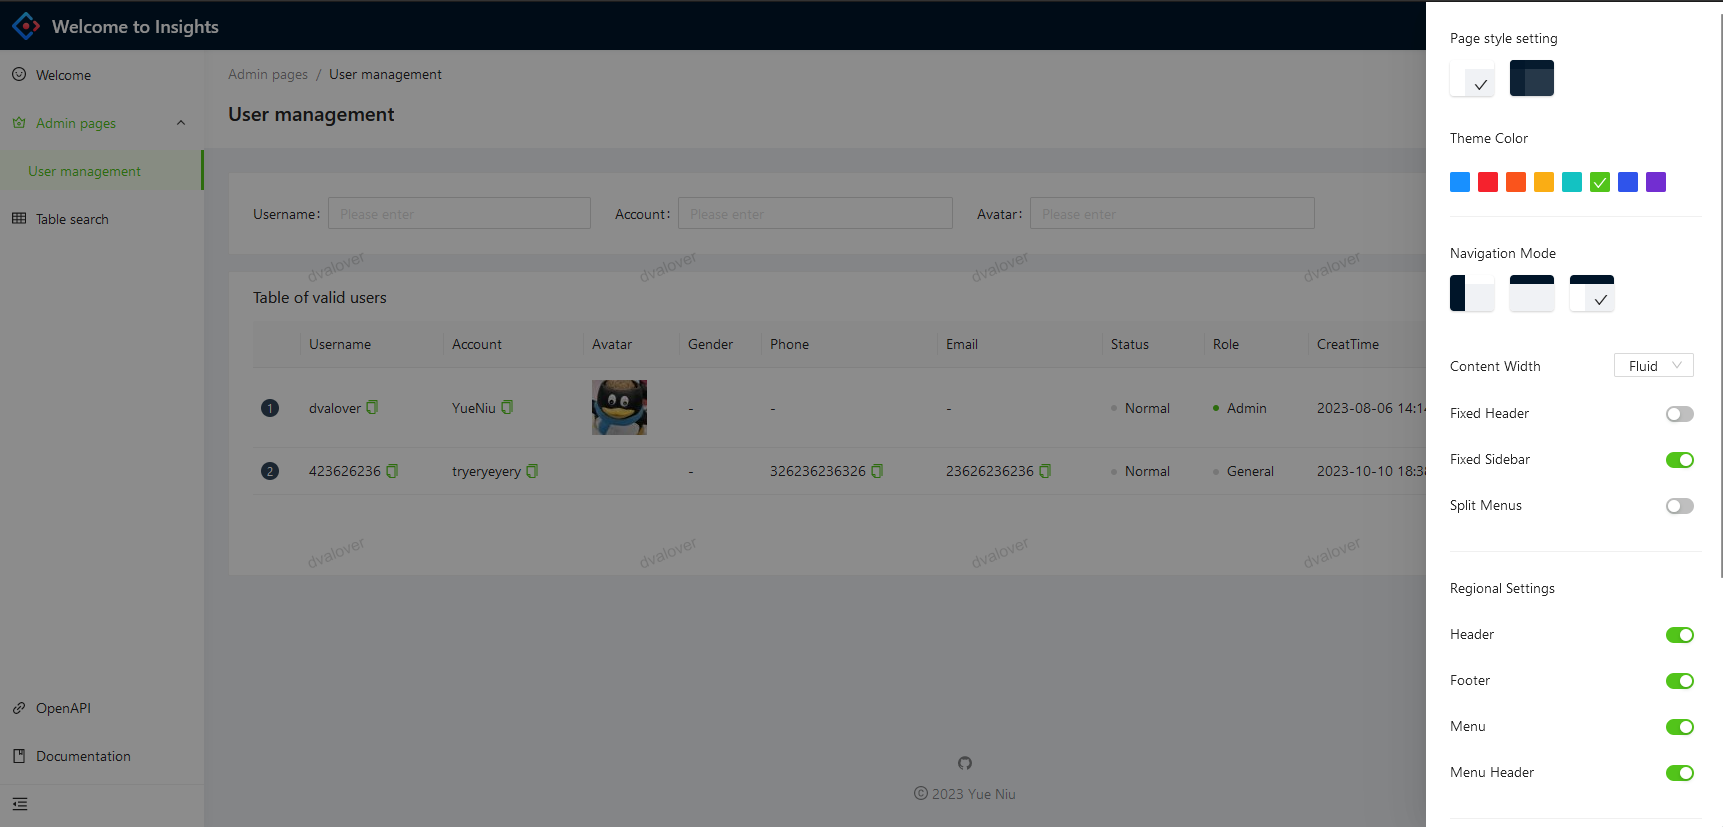 Welcome to Insights
Welcome
Admin pages
User management
Table search
OpenAPI
Documentation
Admin pages / User management
User management
Username: Please enter Account: Please enter Avatar: Please enter
dvalover dvalover dvalover dvalover
Table of valid users
Username Account Avatar Gender Phone Email Status Role CreatTime
1 dvalover YueNiu - - - Normal Admin 2023-08-06 14:14
2 423626236 tryeryeyery - 326236236326 23626236236 Normal General 2023-10-10 18:38
dvalover dvalover dvalover dvalover
© 2023 Yue Niu
Page style setting
Theme Color
Navigation Mode
Content Width Fluid
Fixed Header
Fixed Sidebar
Split Menus
Regional Settings
Header
Footer
Menu
Menu Header